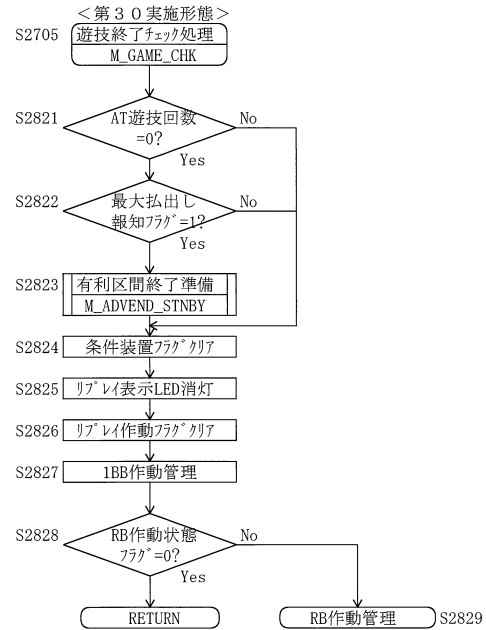 ＜第３０実施形態＞
S2705
遊技終了ﾁｪｯｸ処理
M_GAME_CHK
S2821
AT遊技回数
=0?
No
Yes
S2822
最大払出し
報知ﾌﾗｸﾞ=1?
No
Yes
S2823
有利区間終了準備
M_ADVEND_STNBY
S2824
条件装置ﾌﾗｸﾞｸﾘｱ
S2825
ﾘﾌﾟﾚｲ表示LED消灯
S2826
ﾘﾌﾟﾚｲ作動ﾌﾗｸﾞｸﾘｱ
S2827
1BB作動管理
S2828
RB作動状態
ﾌﾗｸﾞ=0?
No
Yes
RETURN
RB作動管理
S2829